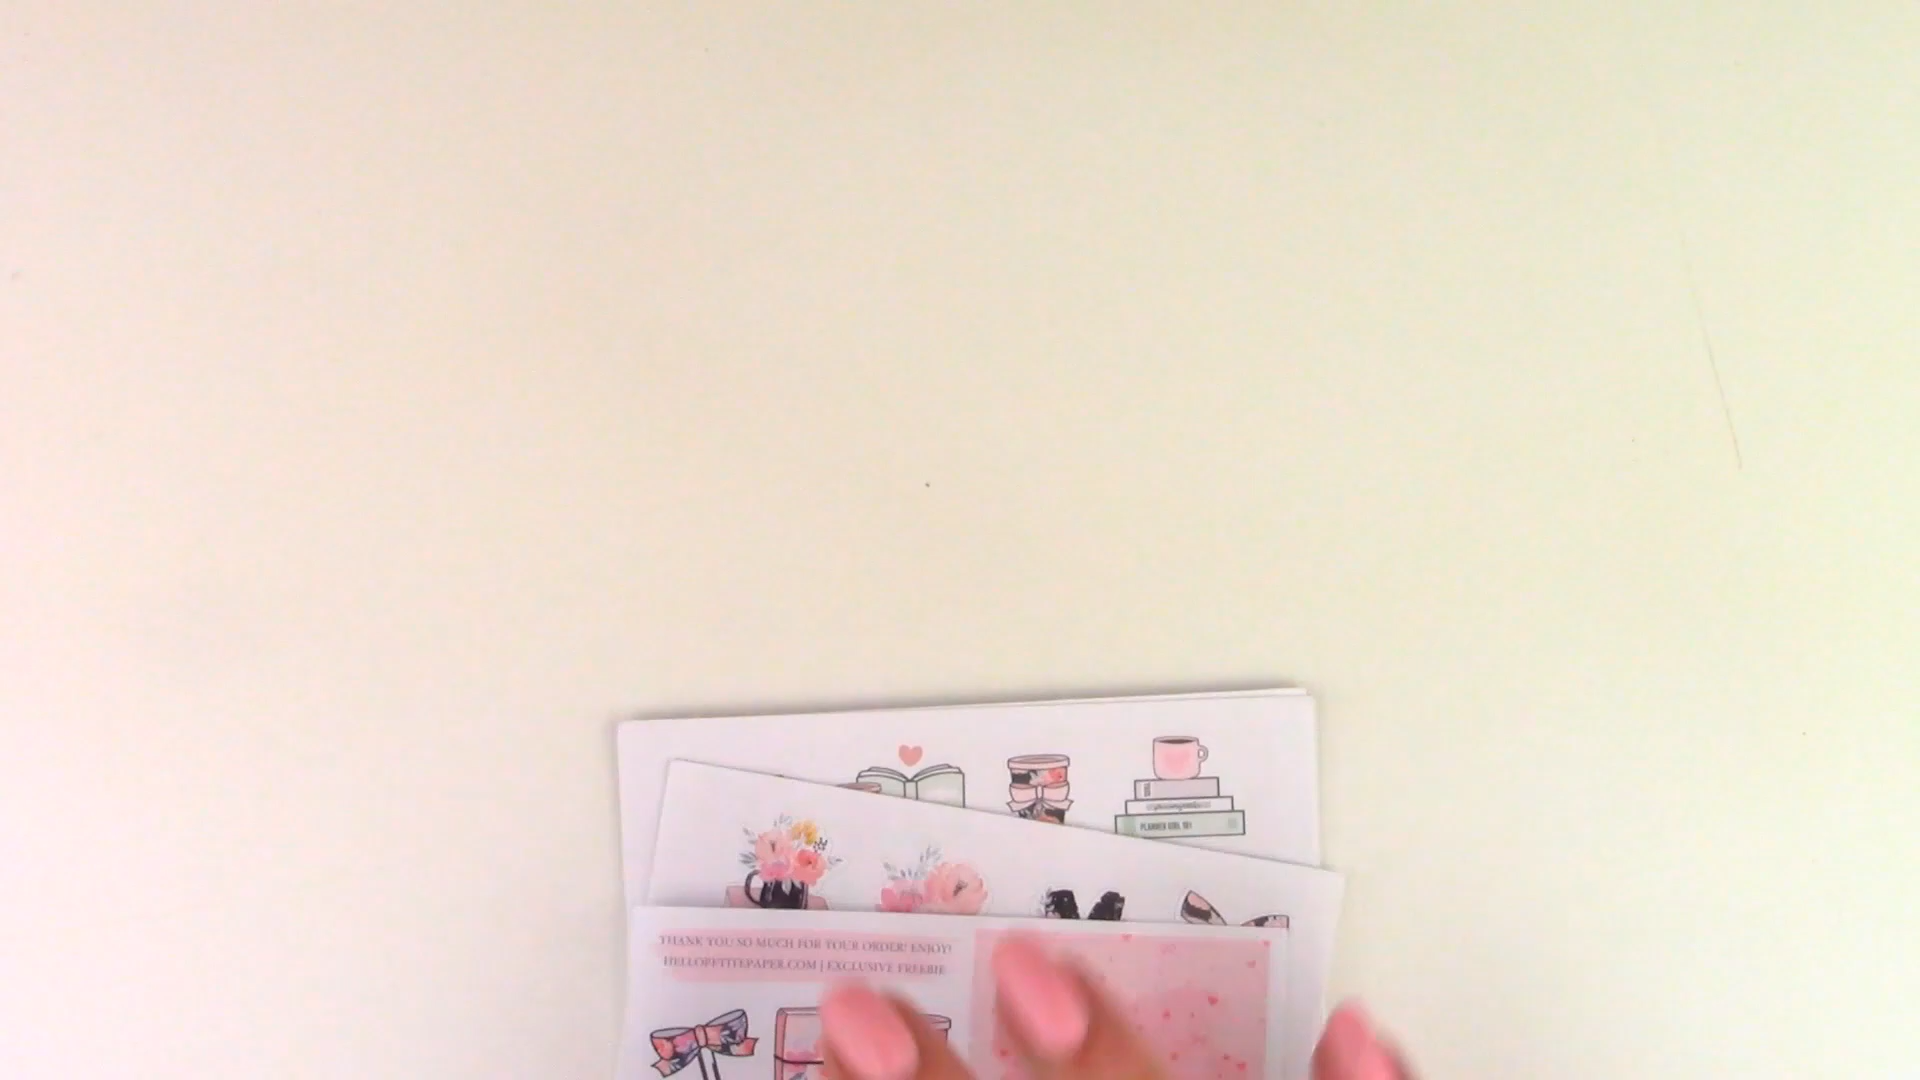 PLANNER GIRL 101
THANK YOU SO MUCH FOR YOUR ORDER! ENJOY!
HELLOPETITEPAPER.COM | EXCLUSIVE FREEBIE